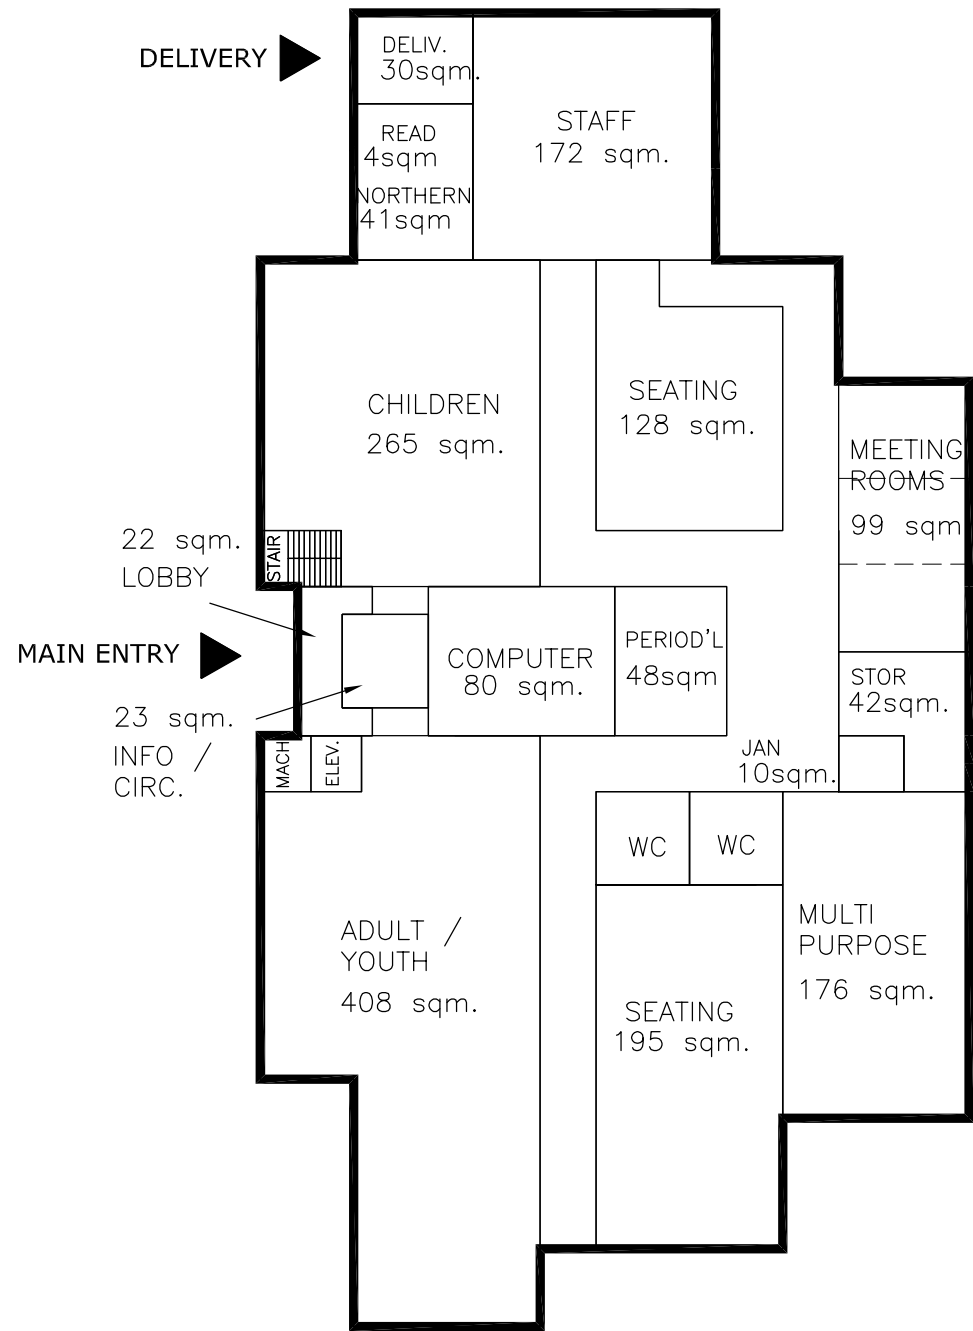 DELIVERY
DELIV.
30sqm.
READ
4sqm
NORTHERN
41sqm
STAFF
172 sqm.
CHILDREN
265 sqm.
SEATING
128 sqm.
MEETING
ROOMS
99 sqm
STAIR
22 sqm.
LOBBY
MAIN ENTRY
23 sqm.
INFO /
CIRC.
COMPUTER
80 sqm.
PERIOD'L
48sqm
STOR
42sqm.
JAN
10sqm.
MACH
ELEV.
WC
WC
ADULT /
YOUTH
408 sqm.
SEATING
195 sqm.
MULTI
PURPOSE
176 sqm.